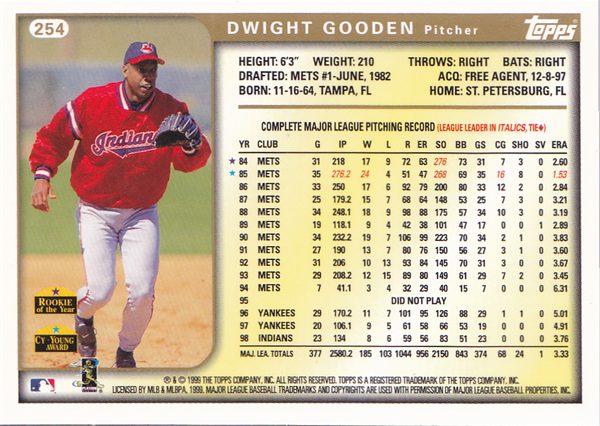 254
DWIGHT GOODEN Pitcher
Topps
HEIGHT: 6'3" WEIGHT: 210 THROWS: RIGHT BATS: RIGHT
DRAFTED: METS #1-JUNE, 1982 ACQ: FREE AGENT, 12-8-97
BORN: 11-16-64, TAMPA, FL HOME: ST. PETERSBURG, FL
COMPLETE MAJOR LEAGUE PITCHING RECORD (LEAGUE LEADER IN ITALICS, TIE♦)
YR CLUB G IP W L R ER SO BB GS CG SHO SV ERA
★ 84 METS 31 218 17 9 72 63 276 73 31 7 3 0 2.60
★ 85 METS 35 276.2 24 4 51 47 268 69 35 16 8 0 1.53
86 METS 33 250 17 6 92 79 200 80 33 12 2 0 2.84
87 METS 25 179.2 15 7 68 64 148 53 25 7 3 0 3.21
88 METS 34 248.1 18 9 98 88 175 57 34 10 3 0 3.19
89 METS 19 118.1 9 4 42 38 101 47 17 0 0 1 2.89
90 METS 34 232.2 19 7 106 99 223 70 34 2 1 0 3.83
91 METS 27 190 13 7 80 76 150 56 27 3 1 0 3.60
92 METS 31 206 10 13 93 84 145 70 31 3 0 0 3.67
93 METS 29 208.2 12 15 89 80 149 61 29 7 2 0 3.45
94 METS 7 41.1 3 4 32 29 40 15 7 0 0 0 6.31
95 DID NOT PLAY
96 YANKEES 29 170.2 11 7 101 95 126 88 29 1 1 0 5.01
97 YANKEES 20 106.1 9 5 61 58 66 53 19 0 0 0 4.91
98 INDIANS 23 134 8 6 59 56 83 51 23 0 0 0 3.76
MAJ. LEA. TOTALS 377 2580.2 185 103 1044 956 2150 843 374 68 24 1 3.33
Indians
ROOKIE
of the YEAR
CY-YOUNG
AWARD
® & © 1999 THE TOPPS COMPANY, INC. ALL RIGHTS RESERVED. TOPPS IS A REGISTERED TRADEMARK OF THE TOPPS COMPANY, INC.
LICENSED BY MLB & MLBPA, 1999. MAJOR LEAGUE BASEBALL TRADEMARKS AND COPYRIGHTS ARE USED WITH PERMISSION OF MAJOR LEAGUE BASEBALL PROPERTIES, INC.